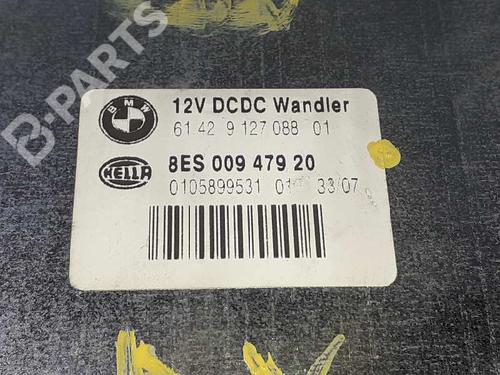 B-PARTS
BMW
12V DCDC Wandler
61 42 9 127 088 01
HELLA
8ES 009 479 20
0105899531 01 33/07